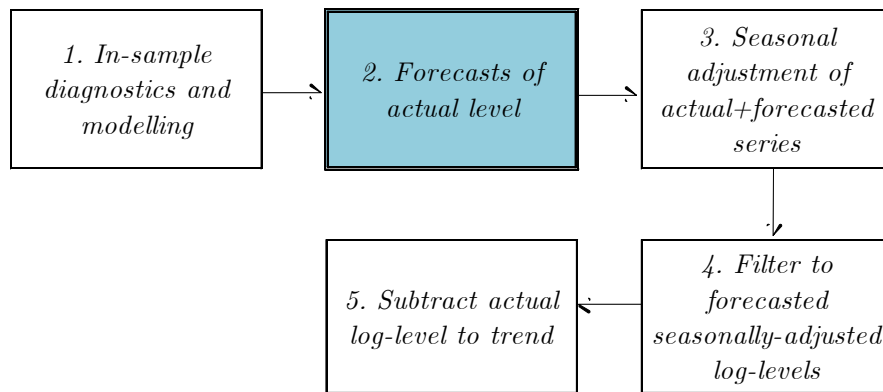 1. In-sample
diagnostics and
modelling
2. Forecasts of
actual level
3. Seasonal
adjustment of
actual+forecasted
series
4. Filter to
forecasted
seasonally-adjusted
log-levels
5. Subtract actual
log-level to trend